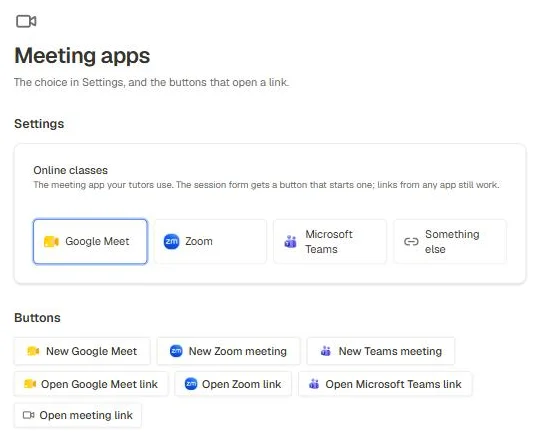 Meeting apps
The choice in Settings, and the buttons that open a link.
Settings
Online classes
The meeting app your tutors use. The session form gets a button that starts one; links from any app still work.
Google Meet
zm Zoom
Microsoft
Teams
Something
else
Buttons
New Google Meet
zm New Zoom meeting
New Teams meeting
Open Google Meet link
zm Open Zoom link
Open Microsoft Teams link
Open meeting link